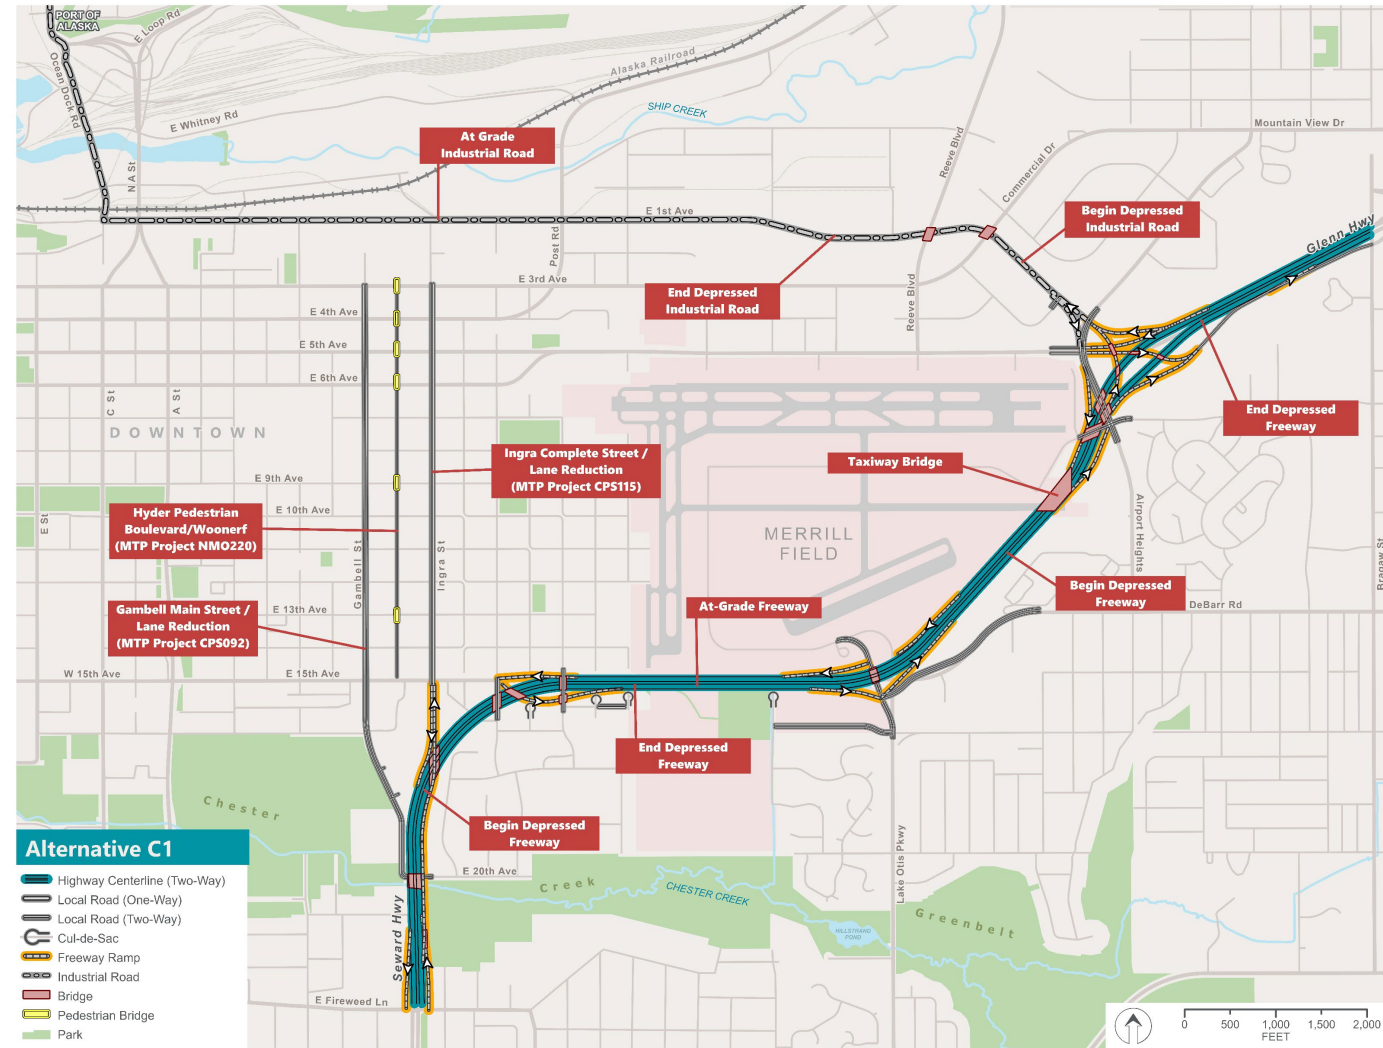 PORT OF
ALASKA
E Loop Rd
Ocean Dock Rd
Alaska Railroad
SHIP CREEK
E Whitney Rd
N A St
Mountain View Dr
Reeve Blvd
Commercial Dr
At Grade
Industrial Road
E 1st Ave
Begin Depressed
Industrial Road
Glenn Hwy
Post Rd
E 3rd Ave
End Depressed
Industrial Road
Reeve Blvd
E 4th Ave
E 5th Ave
E 6th Ave
C St
A St
DOWNTOWN
End Depressed
Freeway
Ingra Complete Street /
Lane Reduction
(MTP Project CPS115)
Taxiway Bridge
E 9th Ave
E 10th Ave
E St
Hyder Pedestrian
Boulevard/Woonerf
(MTP Project NMO220)
MERRILL
FIELD
Airport Heights
Bragaw St
Gambell St
Ingra St
Begin Depressed
Freeway
DeBarr Rd
Gambell Main Street /
Lane Reduction
(MTP Project CPS092)
E 13th Ave
At-Grade Freeway
W 15th Ave
E 15th Ave
End Depressed
Freeway
Chester
Begin Depressed
Freeway
E 20th Ave
Creek
CHESTER CREEK
Lake Otis Pkwy
Greenbelt
HILLSTRAND
POND
Seward Hwy
E Fireweed Ln
Alternative C1
Highway Centerline (Two-Way)
Local Road (One-Way)
Local Road (Two-Way)
Cul-de-Sac
Freeway Ramp
Industrial Road
Bridge
Pedestrian Bridge
Park
0 500 1,000 1,500 2,000
FEET